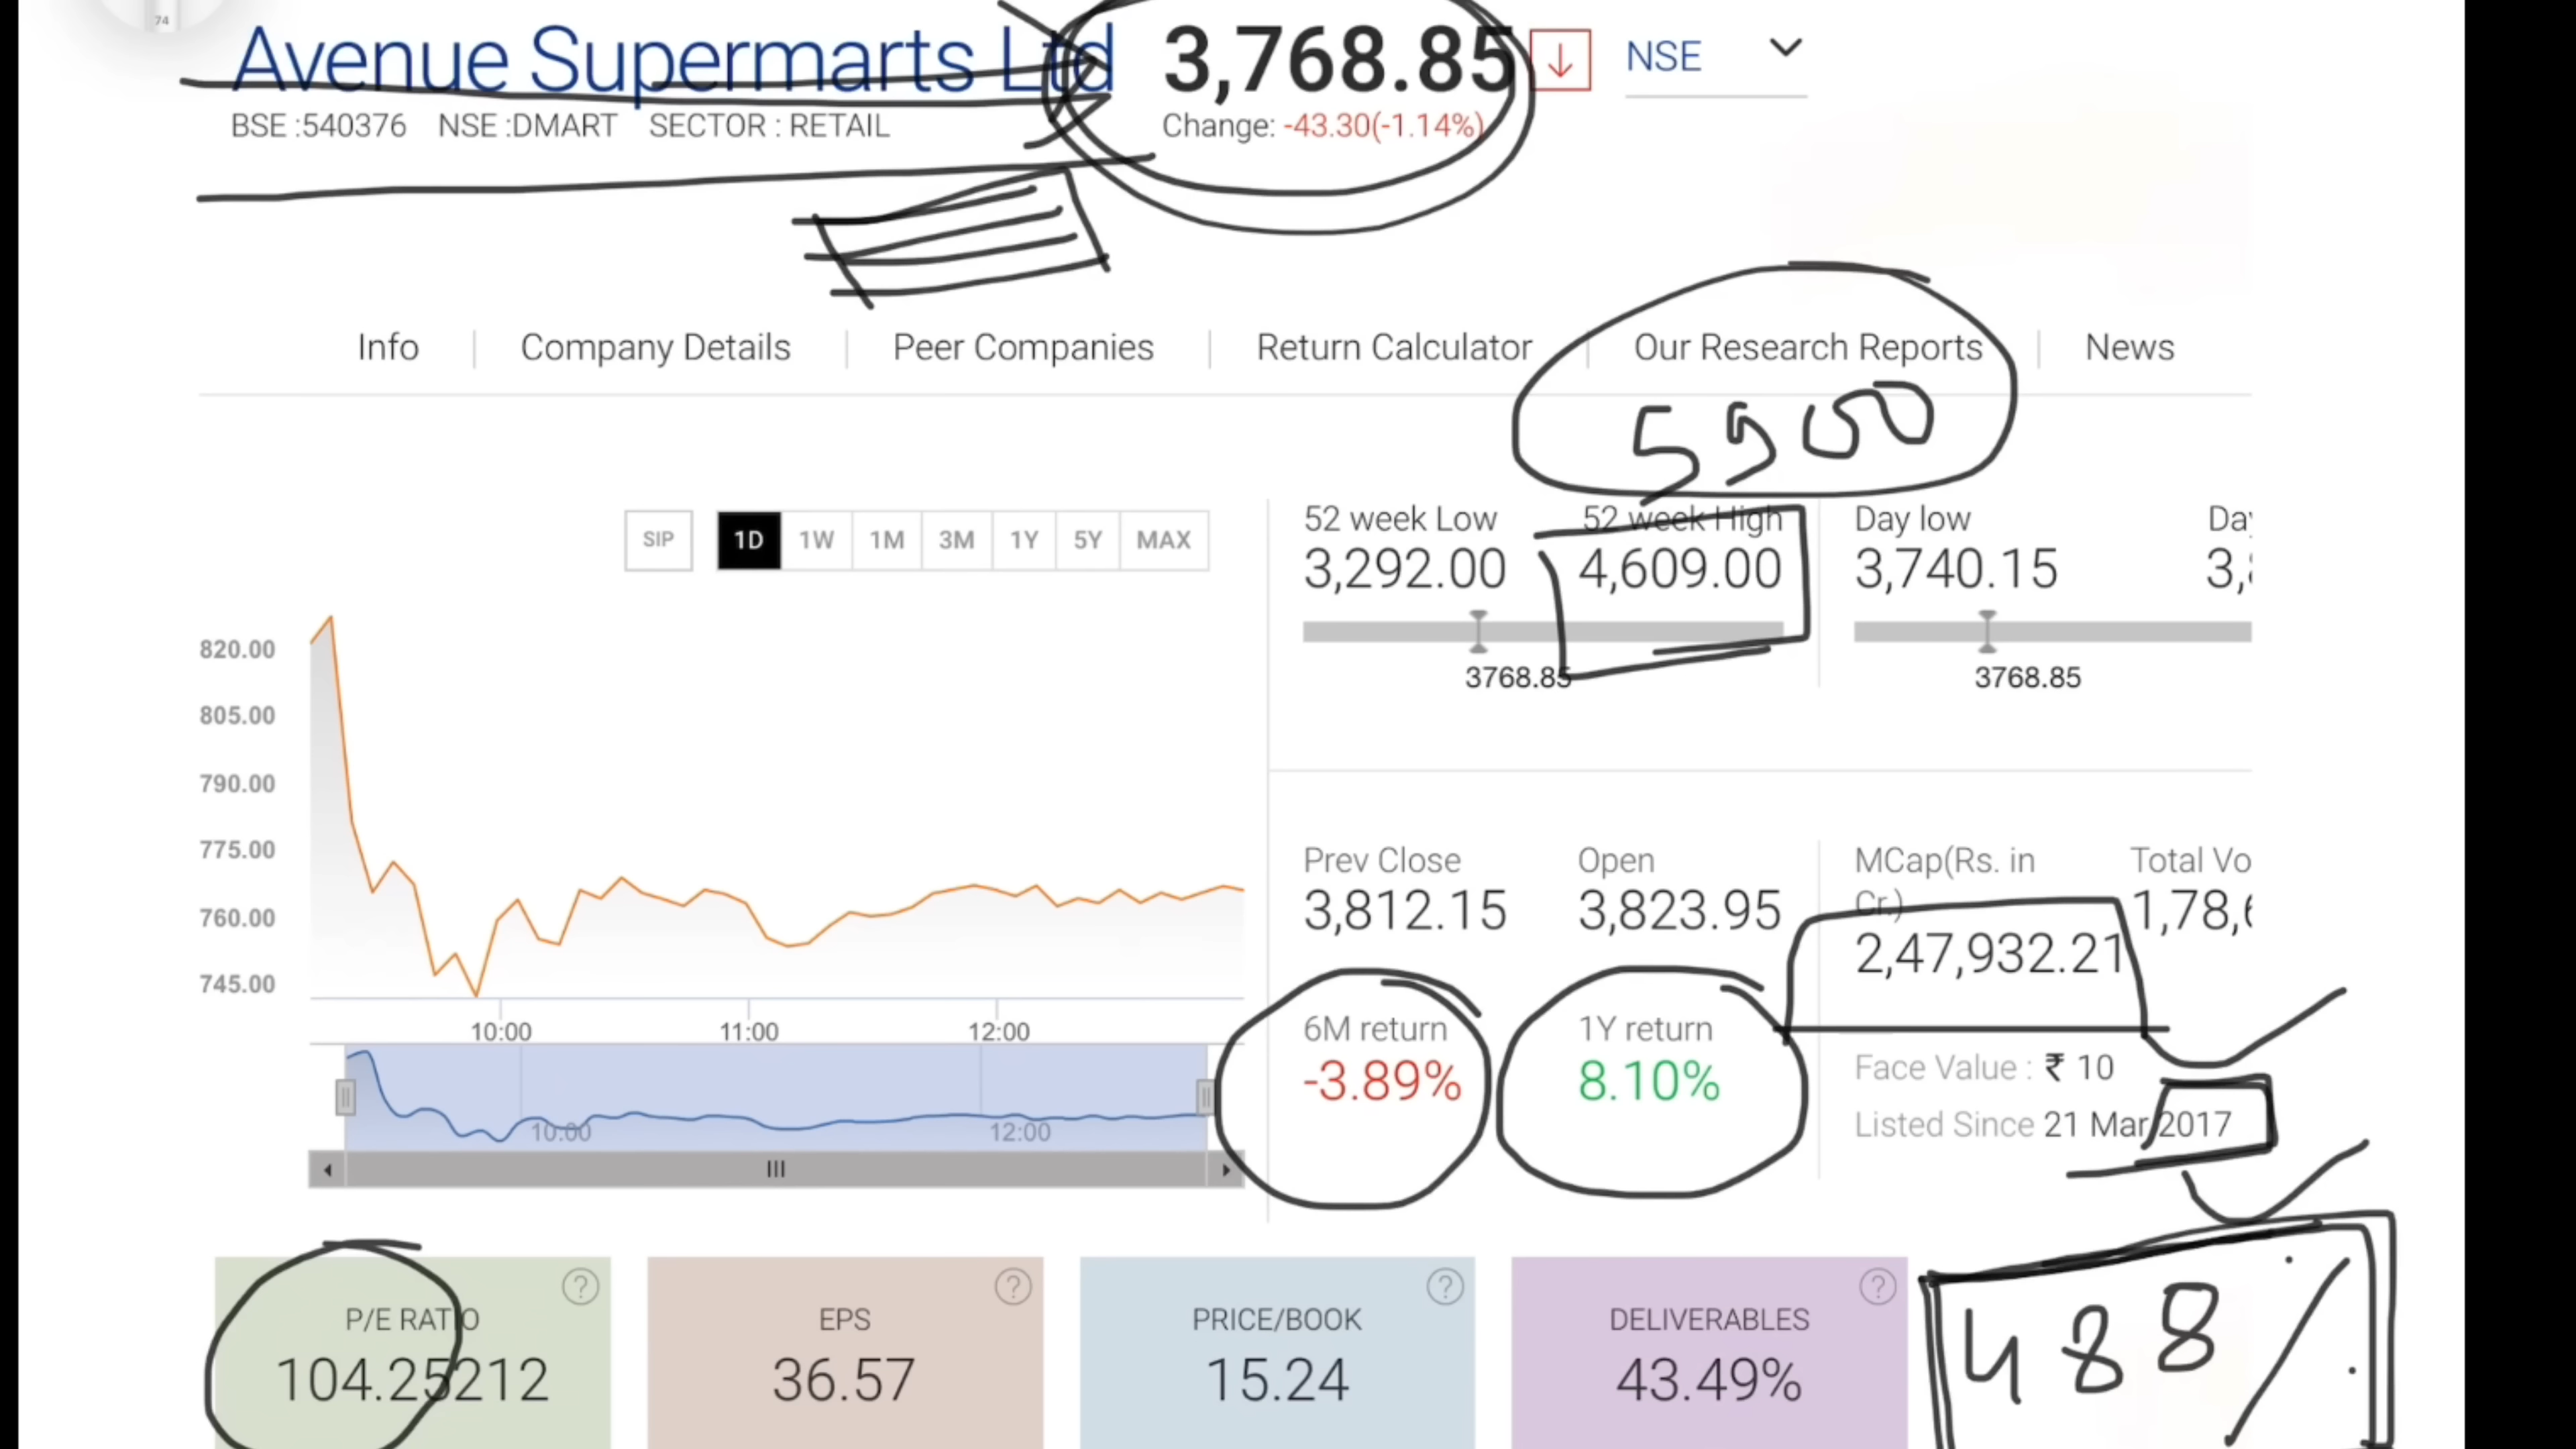 74
Avenue Supermarts Ltd 3,768.85 NSE
BSE :540376 NSE :DMART SECTOR : RETAIL Change: -43.30(-1.14%)
Info Company Details Peer Companies Return Calculator Our Research Reports News
SIP 1D 1W 1M 3M 1Y 5Y MAX
52 week Low 52 week High Day low
3,292.00 4,609.00 3,740.15
3768.85 3768.85
820.00
805.00
790.00
775.00
760.00
745.00
10:00 11:00 12:00
10:00 12:00
Prev Close Open MCap(Rs. in Cr.) Total Vo
3,812.15 3,823.95 2,47,932.21 1,78,
6M return 1Y return
-3.89% 8.10%
Face Value : ₹ 10
Listed Since 21 Mar 2017
P/E RATIO EPS PRICE/BOOK DELIVERABLES
104.25212 36.57 15.24 43.49%
488%